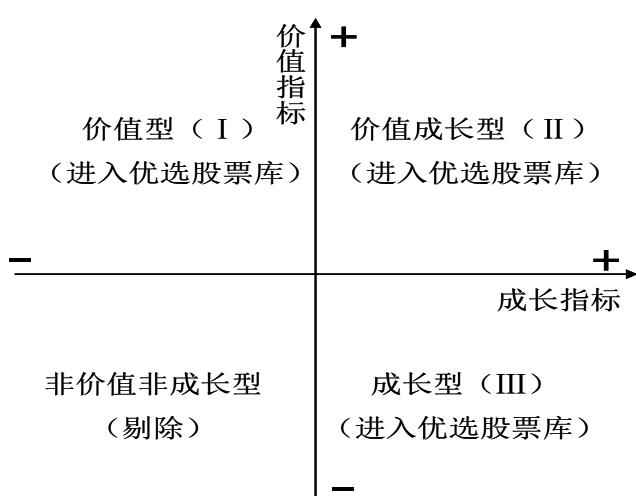 价值指标
+
价值型（Ⅰ）
（进入优选股票库）
价值成长型（Ⅱ）
（进入优选股票库）
−
+
成长指标
非价值非成长型
（剔除）
成长型（Ⅲ）
（进入优选股票库）
−